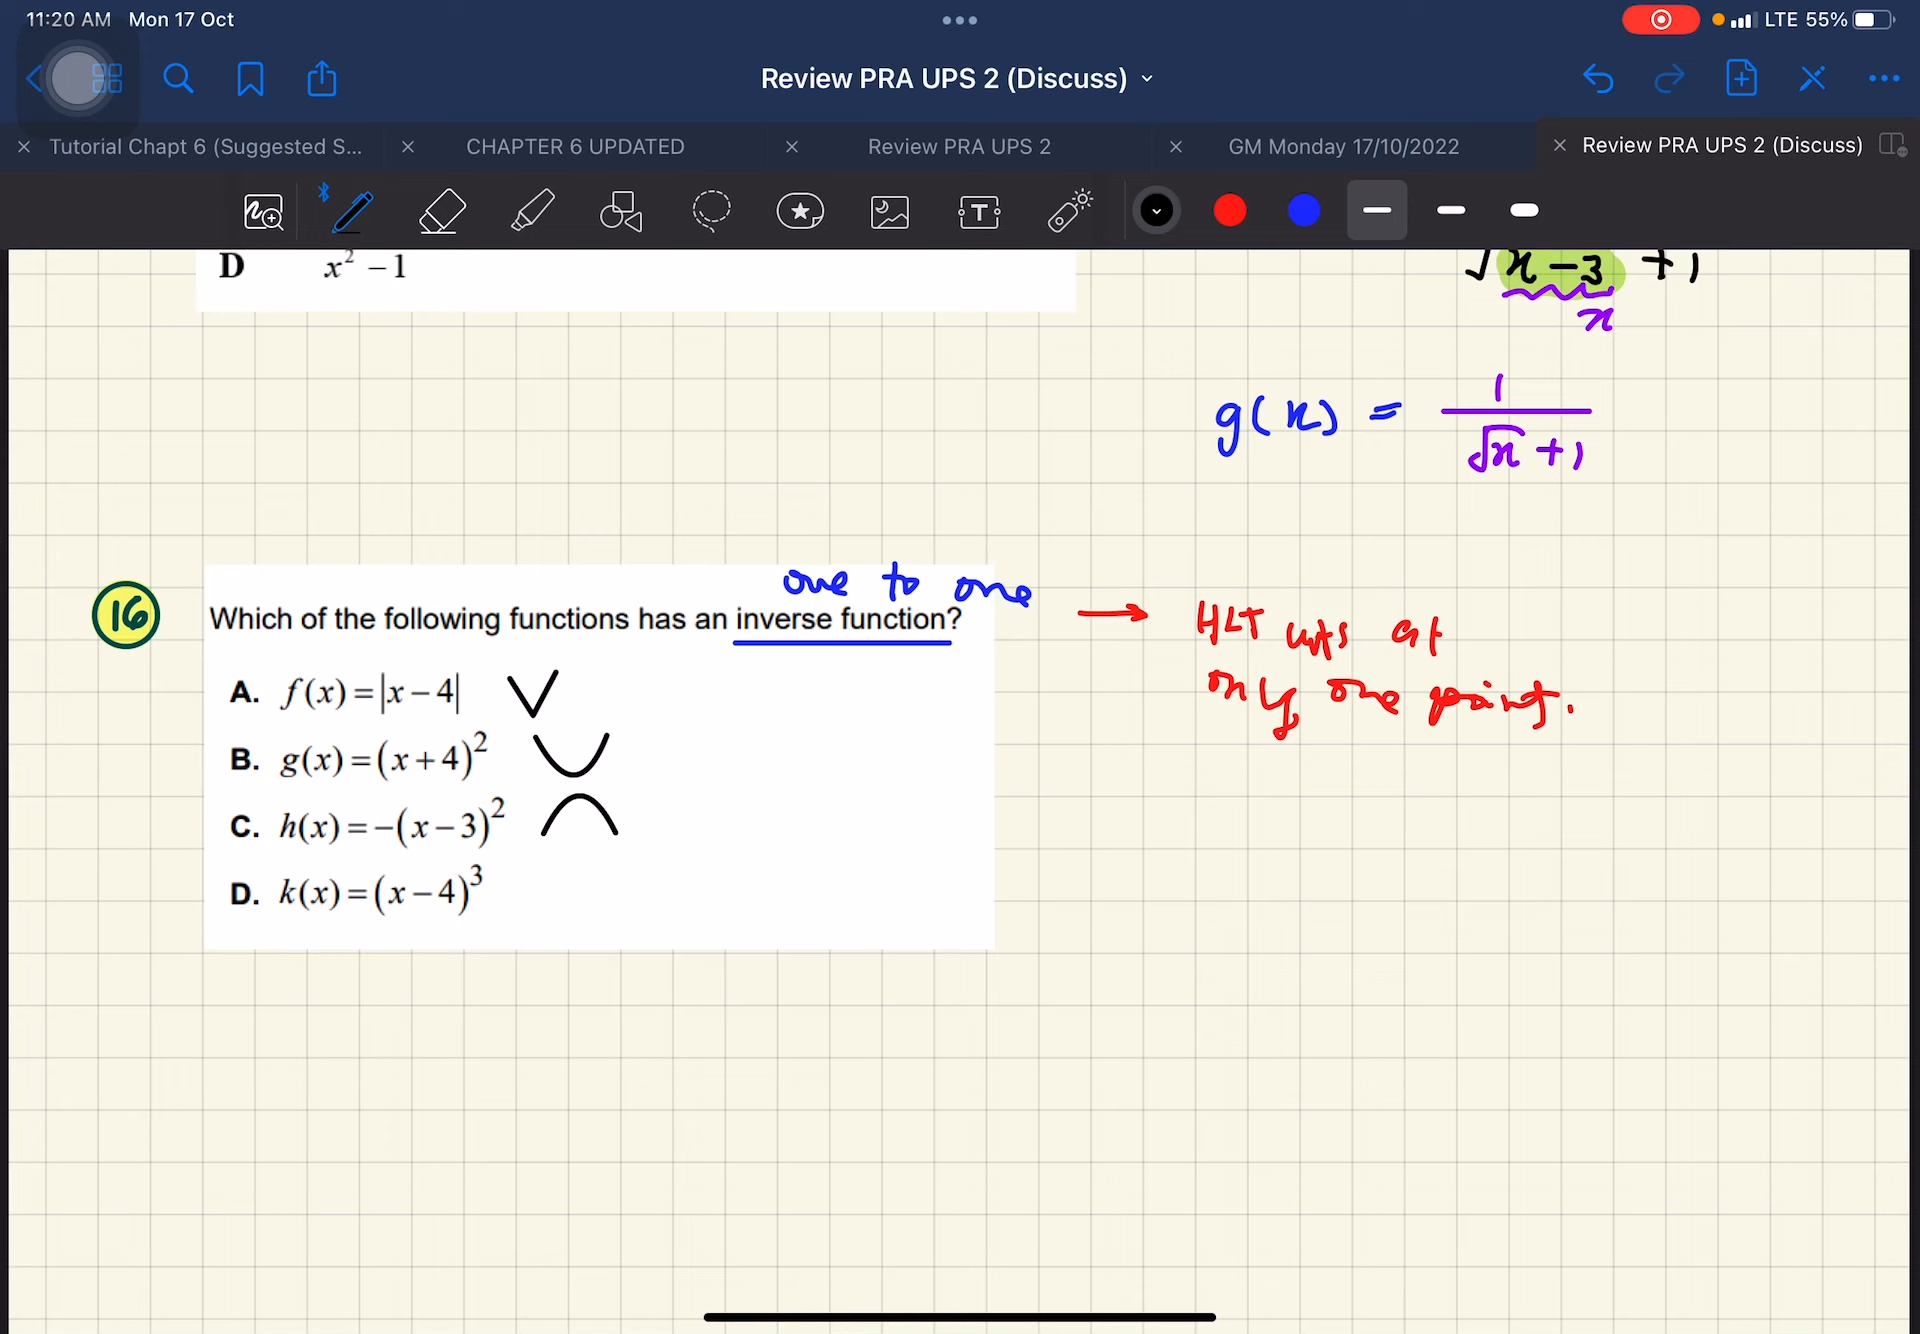 11:20 AM Mon 17 Oct
LTE 55%
Review PRA UPS 2 (Discuss)
Tutorial Chapt 6 (Suggested S...
CHAPTER 6 UPDATED
Review PRA UPS 2
GM Monday 17/10/2022
Review PRA UPS 2 (Discuss)
D x² − 1
√x − 3 + 1
x
g(x) = 1/(√x + 1)
one to one
16 Which of the following functions has an inverse function?
→ HLT cuts at
only one point.
A. f(x) = |x − 4|
B. g(x) = (x + 4)²
C. h(x) = −(x − 3)²
D. k(x) = (x − 4)³